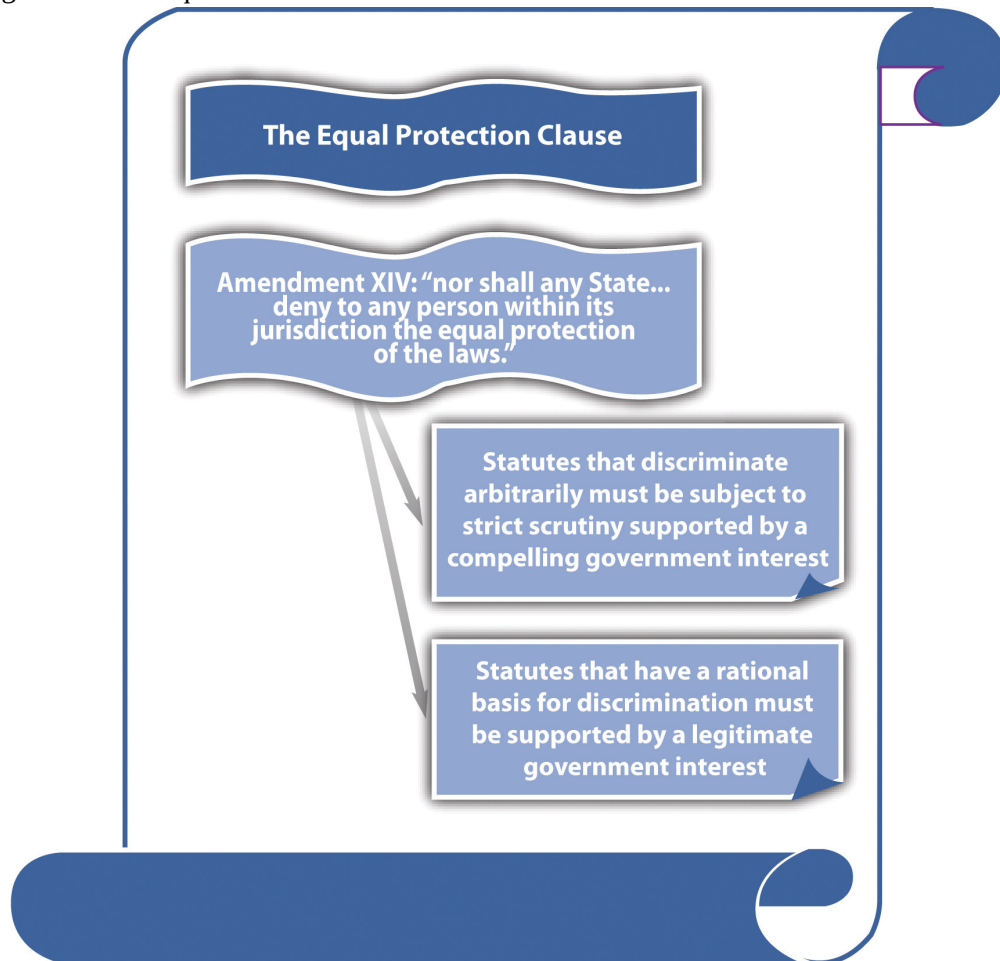 The Equal Protection Clause
Amendment XIV: “nor shall any State...
deny to any person within its
jurisdiction the equal protection
of the laws.”
Statutes that discriminate
arbitrarily must be subject to
strict scrutiny supported by a
compelling government interest
Statutes that have a rational
basis for discrimination must
be supported by a legitimate
government interest